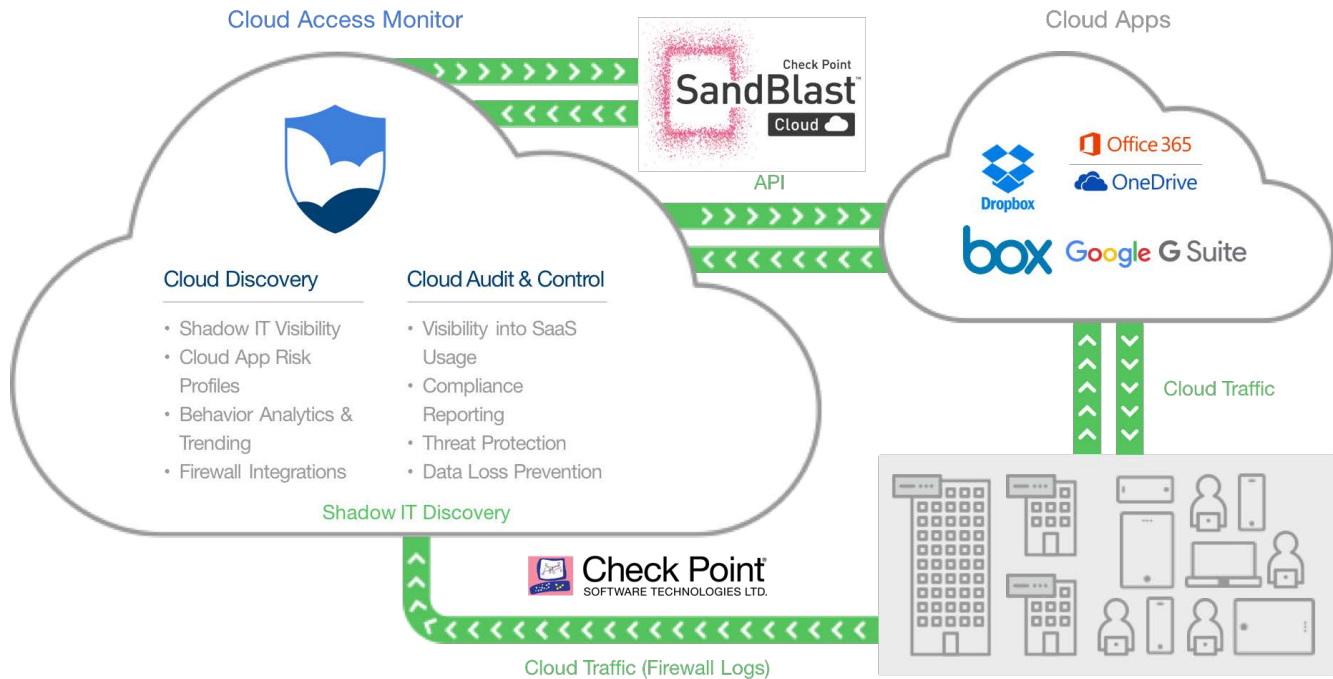 Cloud Access Monitor
Cloud Apps
Check Point
SandBlast™
Cloud
API
Dropbox
Office 365
OneDrive
box
Google G Suite
Cloud Discovery
• Shadow IT Visibility
• Cloud App Risk
Profiles
• Behavior Analytics &
Trending
• Firewall Integrations
Cloud Audit & Control
• Visibility into SaaS
Usage
• Compliance
Reporting
• Threat Protection
• Data Loss Prevention
Shadow IT Discovery
Cloud Traffic
Check Point®
SOFTWARE TECHNOLOGIES LTD.
Cloud Traffic (Firewall Logs)